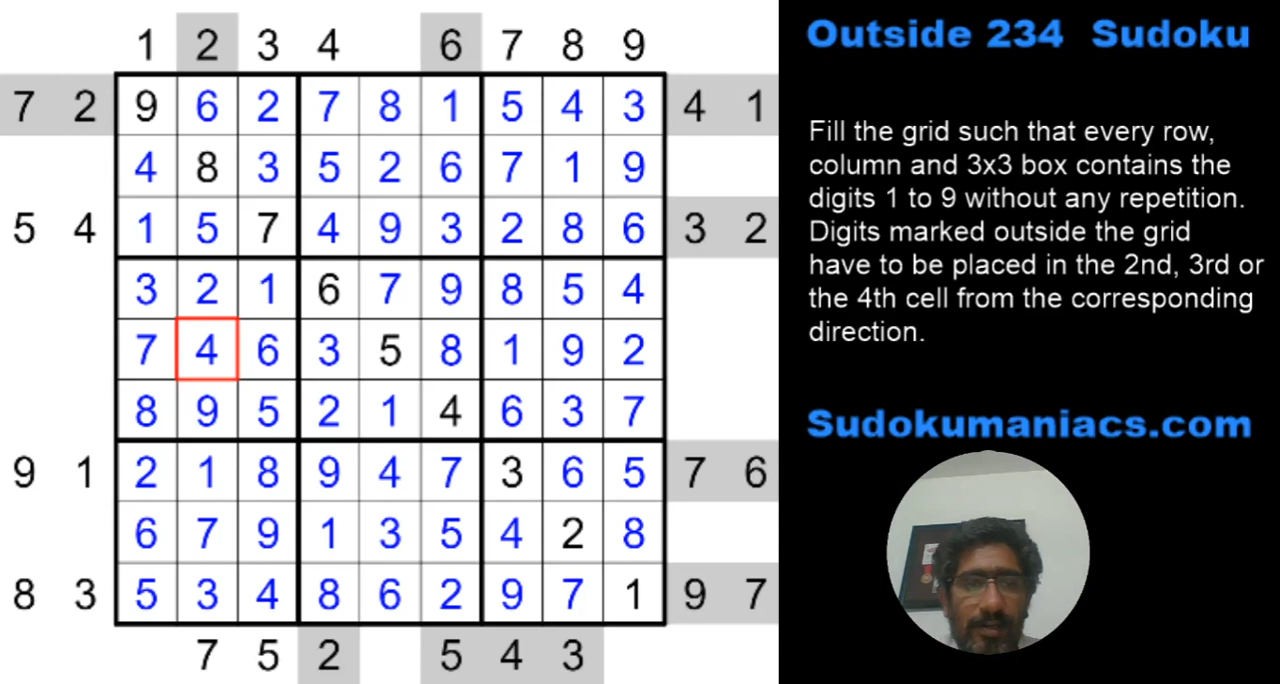 Outside 234 Sudoku
1 2 3 4 6 7 8 9
7 2 9 6 2 7 8 1 5 4 3 4 1
4 8 3 5 2 6 7 1 9
5 4 1 5 7 4 9 3 2 8 6 3 2
3 2 1 6 7 9 8 5 4
7 4 6 3 5 8 1 9 2
8 9 5 2 1 4 6 3 7
9 1 2 1 8 9 4 7 3 6 5 7 6
6 7 9 1 3 5 4 2 8
8 3 5 3 4 8 6 2 9 7 1 9 7
7 5 2 5 4 3
Fill the grid such that every row,
column and 3x3 box contains the
digits 1 to 9 without any repetition.
Digits marked outside the grid
have to be placed in the 2nd, 3rd or
the 4th cell from the corresponding
direction.
Sudokumaniacs.com